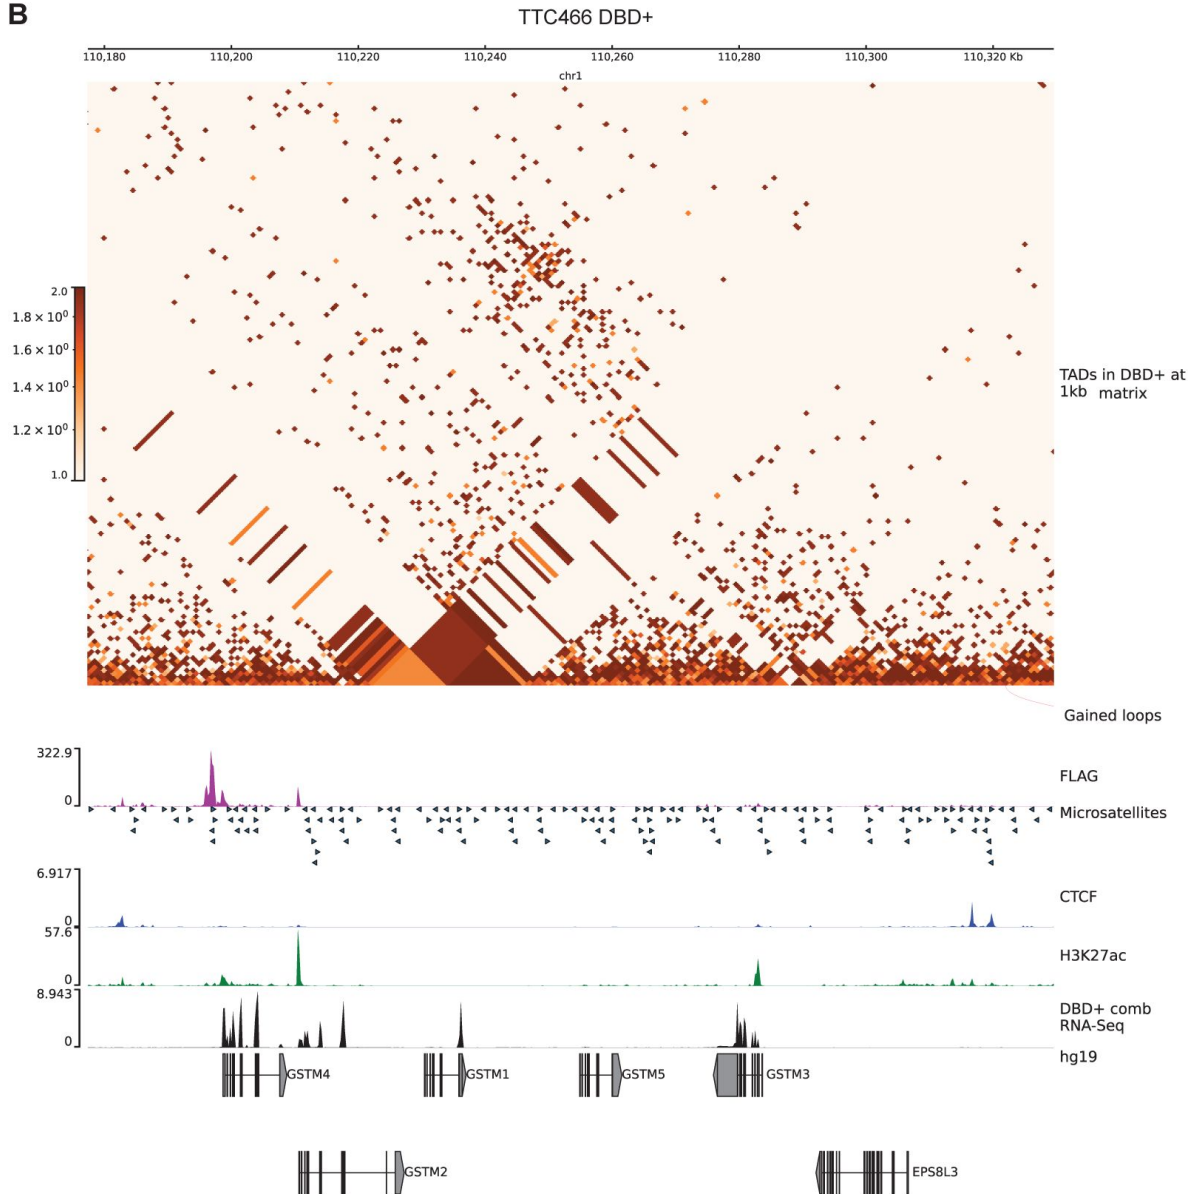 B
TTC466 DBD+
110,180 110,200 110,220 110,240 110,260 110,280 110,300 110,320 Kb
chr1
2.0
1.8 × 10⁰
1.6 × 10⁰
1.4 × 10⁰
1.2 × 10⁰
1.0
TADs in DBD+ at
1kb matrix
Gained loops
322.9
0
FLAG
Microsatellites
6.917
0
CTCF
57.6
0
H3K27ac
8.943
0
DBD+ comb
RNA-Seq
hg19
GSTM4 GSTM1 GSTM5 GSTM3
GSTM2 EPS8L3